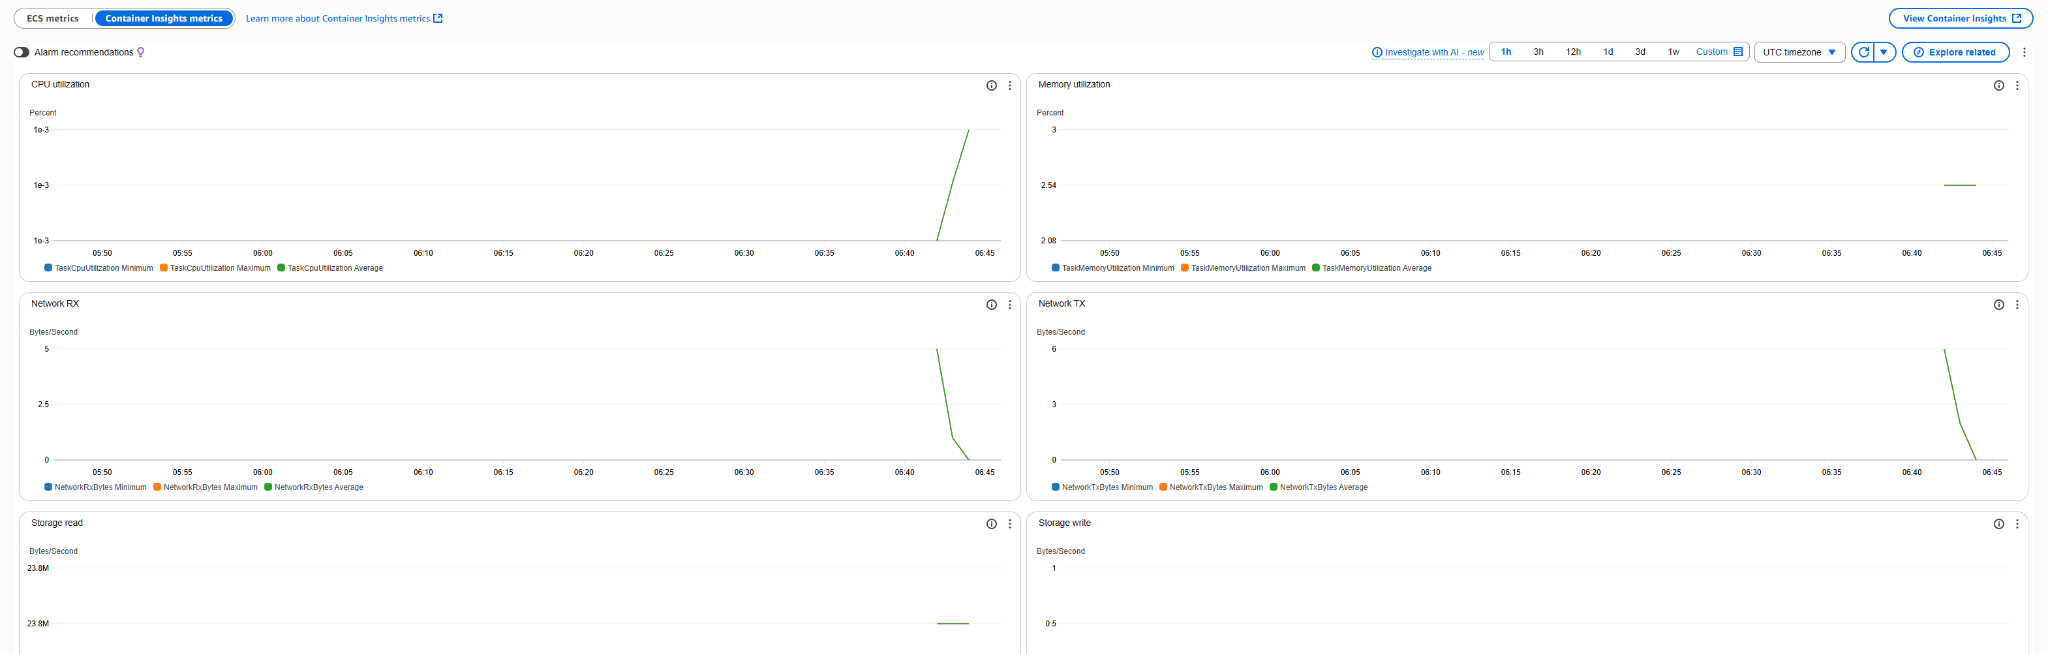 ECS metrics
Container Insights metrics
Learn more about Container Insights metrics
View Container Insights
Alarm recommendations
Investigate with AI - new
1h 3h 12h 1d 3d 1w Custom
UTC timezone
Explore related
CPU utilization
Percent
1e-3
1e-3
1e-3
05:50 05:55 06:00 06:05 06:10 06:15 06:20 06:25 06:30 06:35 06:40 06:45
TaskCpuUtilization Minimum TaskCpuUtilization Maximum TaskCpuUtilization Average
Memory utilization
Percent
3
2.54
2.08
05:50 05:55 06:00 06:05 06:10 06:15 06:20 06:25 06:30 06:35 06:40 06:45
TaskMemoryUtilization Minimum TaskMemoryUtilization Maximum TaskMemoryUtilization Average
Network RX
Bytes/Second
5
2.5
0
05:50 05:55 06:00 06:05 06:10 06:15 06:20 06:25 06:30 06:35 06:40 06:45
NetworkRxBytes Minimum NetworkRxBytes Maximum NetworkRxBytes Average
Network TX
Bytes/Second
6
3
0
05:50 05:55 06:00 06:05 06:10 06:15 06:20 06:25 06:30 06:35 06:40 06:45
NetworkTxBytes Minimum NetworkTxBytes Maximum NetworkTxBytes Average
Storage read
Bytes/Second
23.8M
23.8M
Storage write
Bytes/Second
1
0.5